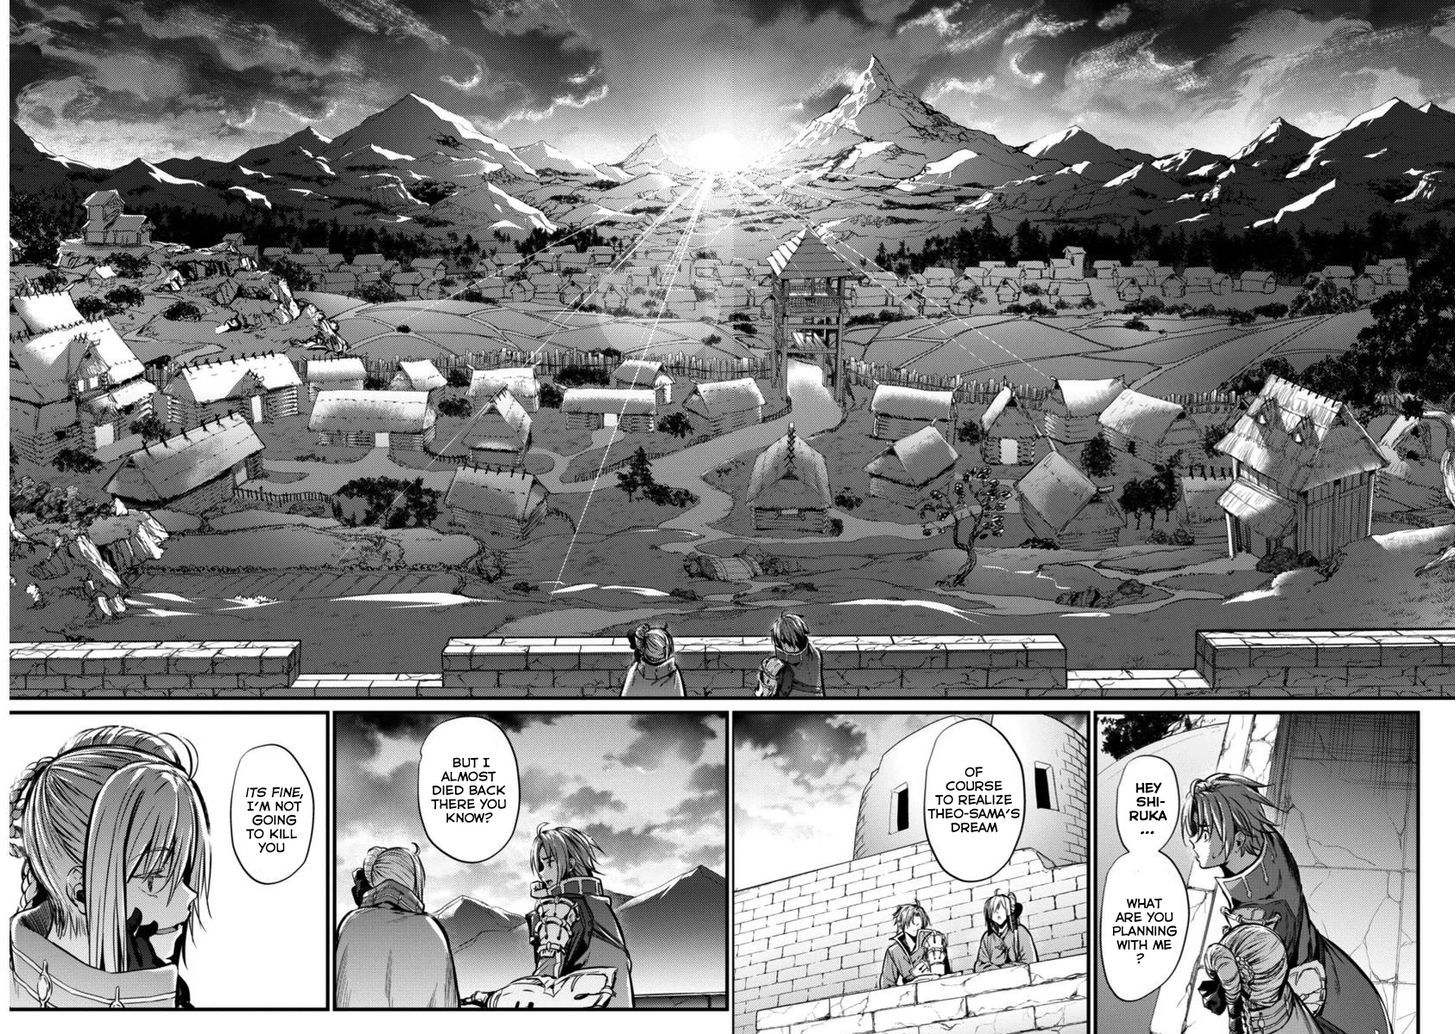 HEY
SHI-
RUKA
...
WHAT
ARE YOU
PLANNING
WITH ME
?
OF
COURSE
TO REALIZE
THEO-SAMA'S
DREAM
BUT I
ALMOST
DIED BACK
THERE YOU
KNOW?
ITS FINE,
I'M NOT
GOING
TO KILL
YOU